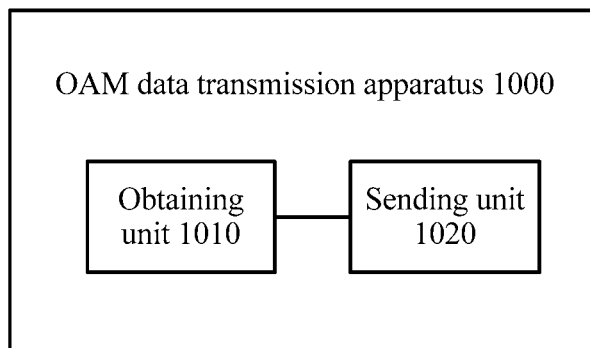 OAM data transmission apparatus 1000
Obtaining
unit 1010
Sending unit
1020